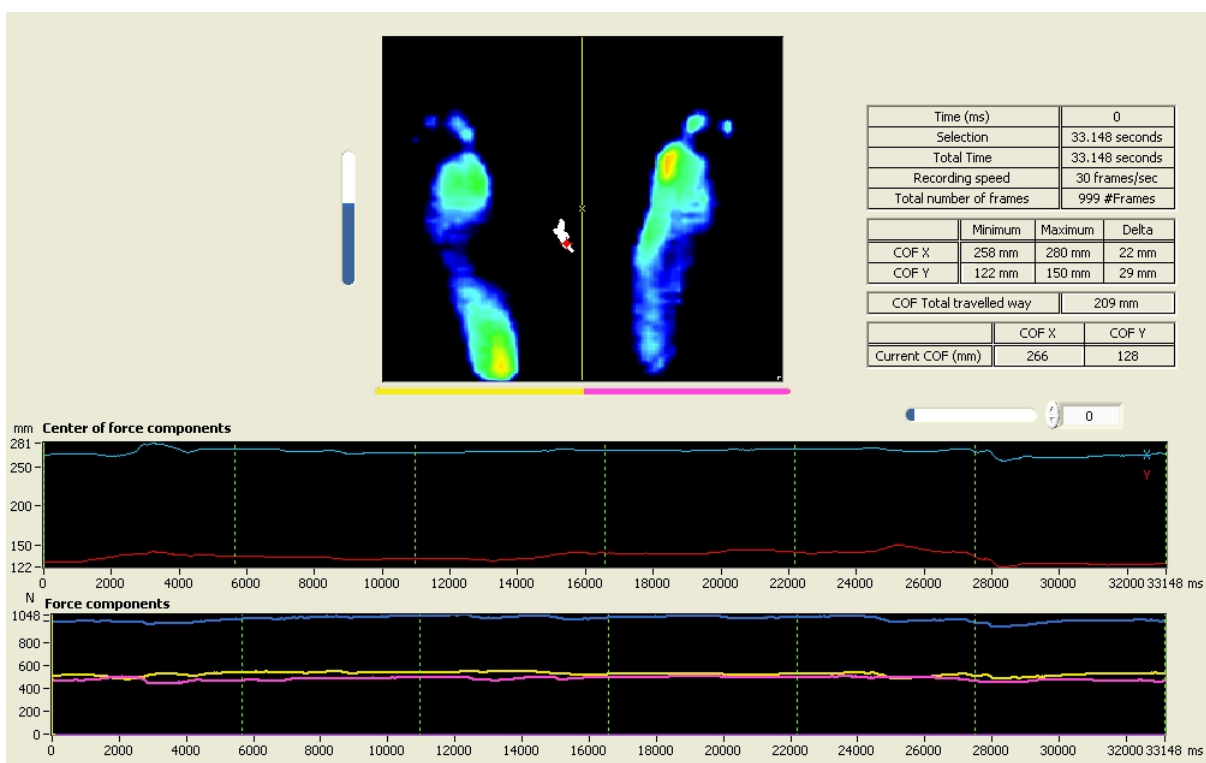 Time (ms) 0
Selection 33.148 seconds
Total Time 33.148 seconds
Recording speed 30 frames/sec
Total number of frames 999 #Frames
Minimum Maximum Delta
COF X 258 mm 280 mm 22 mm
COF Y 122 mm 150 mm 29 mm
COF Total travelled way 209 mm
COF X COF Y
Current COF (mm) 266 128
0
mm Center of force components
281
250
200
150
122
X
Y
0 2000 4000 6000 8000 10000 12000 14000 16000 18000 20000 22000 24000 26000 28000 30000 32000 33148 ms
N Force components
1048
800
600
400
200
0
0 2000 4000 6000 8000 10000 12000 14000 16000 18000 20000 22000 24000 26000 28000 30000 32000 33148 ms